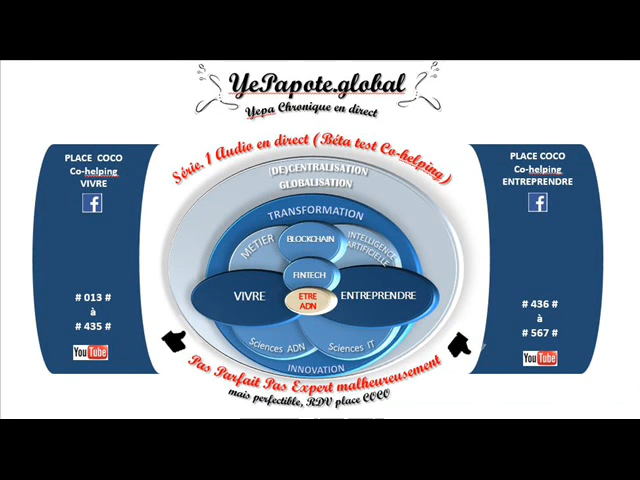 YePapote.global
Yepa Chronique en direct
Série, 1 Audio en direct (Béta test Co-helping)
PLACE COCO
Co-helping
VIVRE
# 013 #
à
# 435 #
YouTube
(DE)CENTRALISATION
GLOBALISATION
TRANSFORMATION
METIER
BLOCKCHAIN
INTELLIGENCE
ARTIFICIELLE
FINTECH
VIVRE
ETRE
ADN
ENTREPRENDRE
Sciences ADN
Sciences IT
INNOVATION
PLACE COCO
Co-helping
ENTREPRENDRE
# 436 #
à
# 567 #
YouTube
Pas Parfait Pas Expert malheureusement
mais perfectible, RDV place COCO